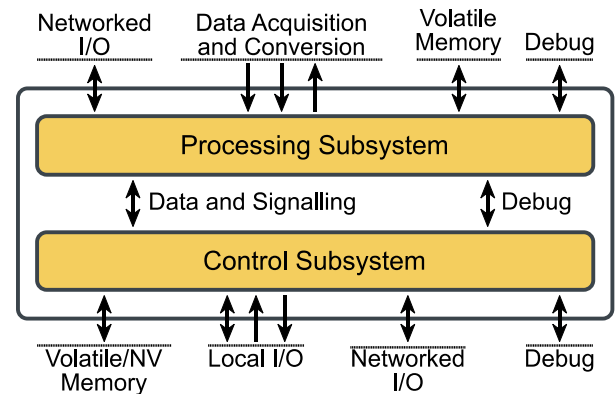 Networked
I/O
Data Acquisition
and Conversion
Volatile
Memory
Debug
Processing Subsystem
Data and Signalling
Debug
Control Subsystem
Volatile/NV
Memory
Local I/O
Networked
I/O
Debug